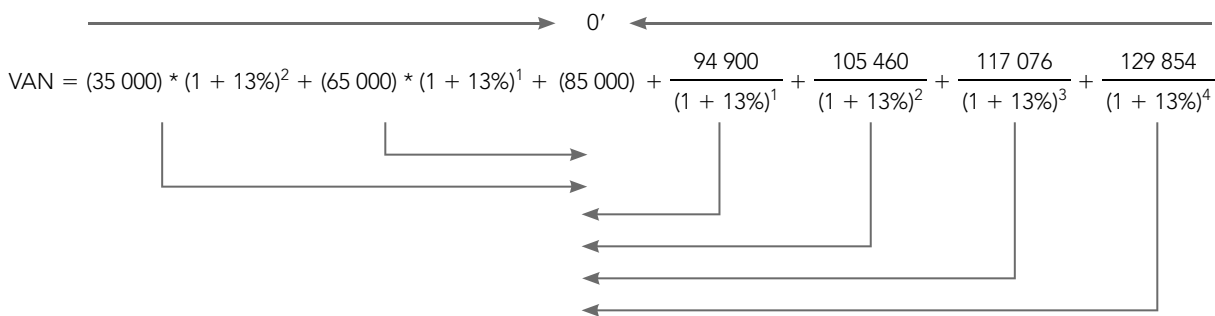 0′
VAN = (35 000) * (1 + 13%)² + (65 000) * (1 + 13%)¹ + (85 000) + 94 900 / (1 + 13%)¹ + 105 460 / (1 + 13%)² + 117 076 / (1 + 13%)³ + 129 854 / (1 + 13%)⁴